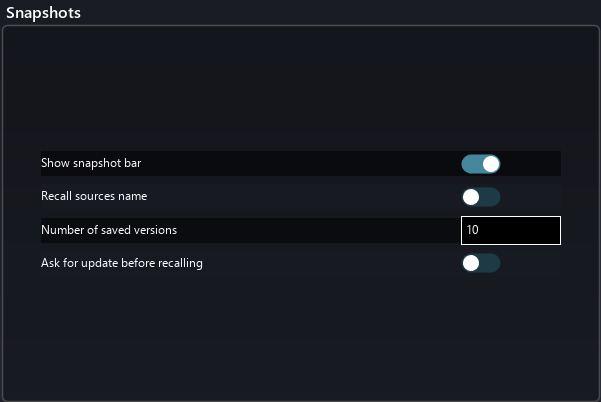 Snapshots
Show snapshot bar
Recall sources name
Number of saved versions 10
Ask for update before recalling